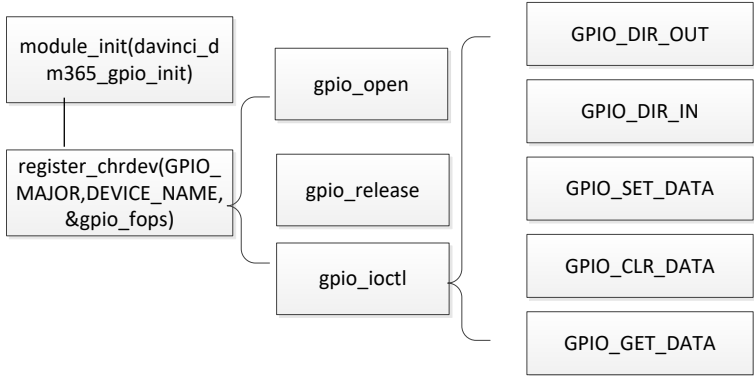 module_init(davinci_d
m365_gpio_init)
register_chrdev(GPIO_
MAJOR,DEVICE_NAME,
&gpio_fops)
gpio_open
gpio_release
gpio_ioctl
GPIO_DIR_OUT
GPIO_DIR_IN
GPIO_SET_DATA
GPIO_CLR_DATA
GPIO_GET_DATA